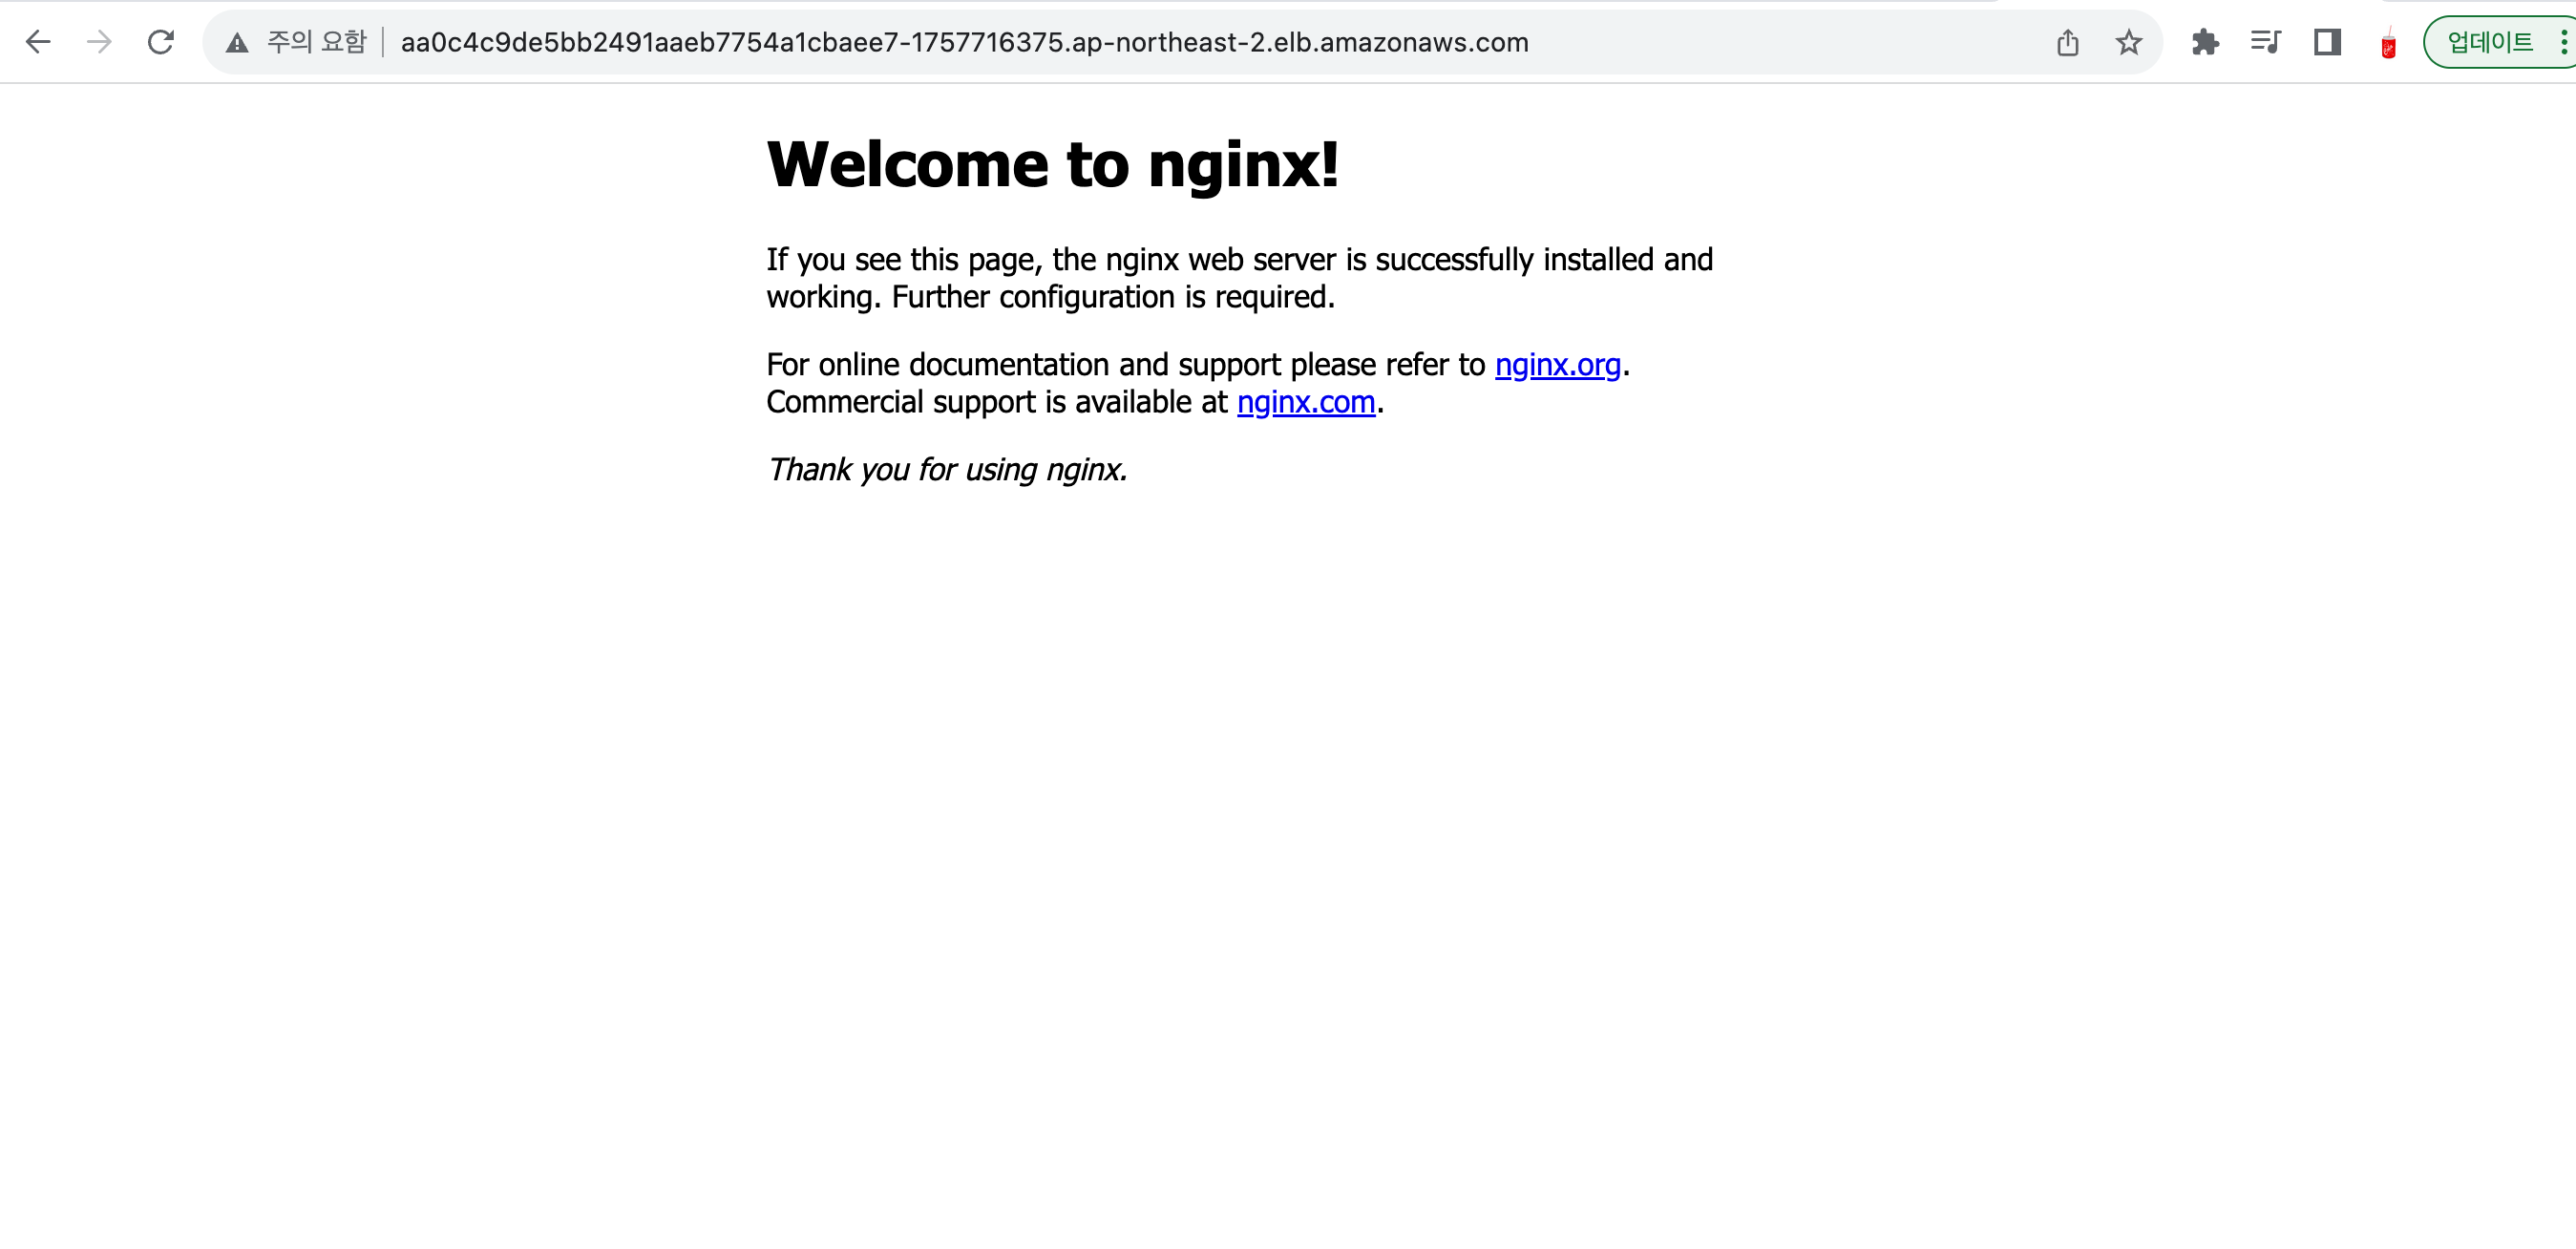 주의 요함 aa0c4c9de5bb2491aaeb7754a1cbaee7-1757716375.ap-northeast-2.elb.amazonaws.com 업데이트
Welcome to nginx!
If you see this page, the nginx web server is successfully installed and
working. Further configuration is required.
For online documentation and support please refer to nginx.org.
Commercial support is available at nginx.com.
Thank you for using nginx.